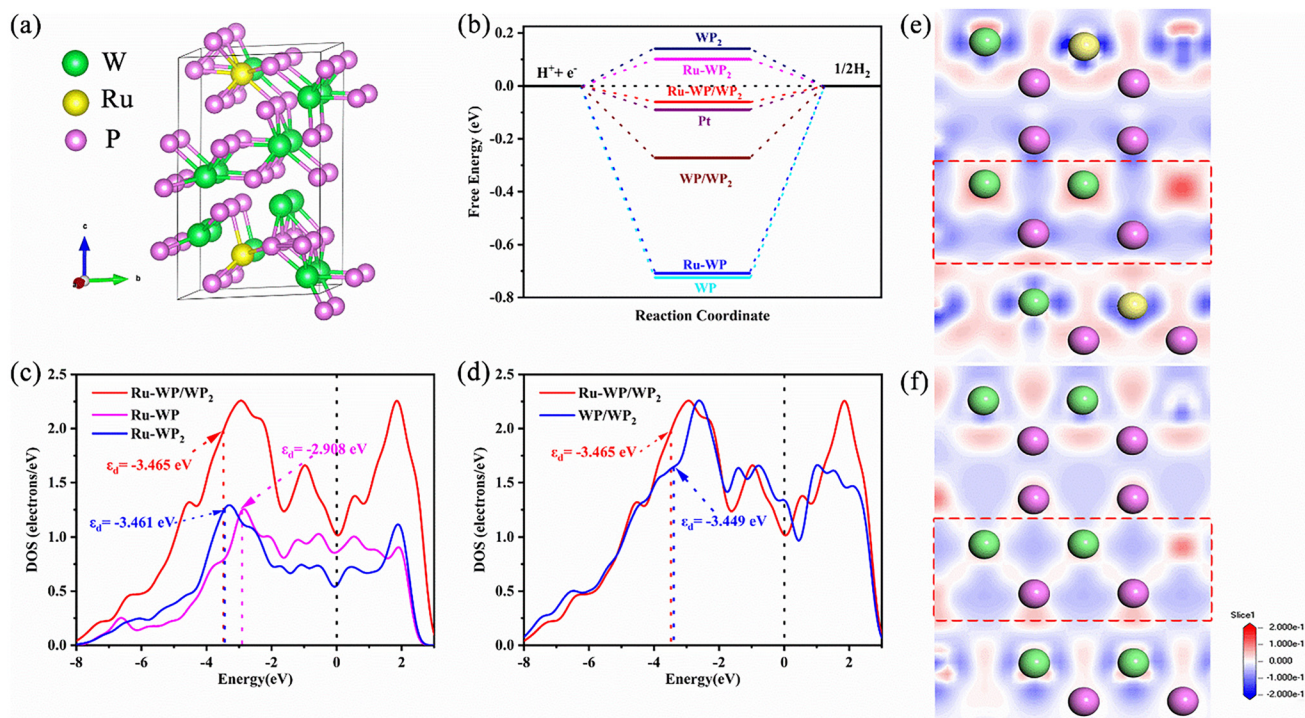 (a)
W
Ru
P
c
b
(b)
0.2
0.0
-0.2
-0.4
-0.6
-0.8
Free Energy (eV)
Reaction Coordinate
H⁺+ e⁻
1/2H₂
WP₂
Ru-WP₂
Ru-WP/WP₂
Pt
WP/WP₂
Ru-WP
WP
(e)
(c)
2.5
2.0
1.5
1.0
0.5
0.0
DOS (electrons/eV)
Ru-WP/WP₂
Ru-WP
Ru-WP₂
εd= -2.908 eV
εd= -3.465 eV
εd= -3.461 eV
-8 -6 -4 -2 0 2
Energy(eV)
(d)
2.5
2.0
1.5
1.0
0.5
0.0
DOS (electrons/eV)
Ru-WP/WP₂
WP/WP₂
εd= -3.465 eV
εd= -3.449 eV
-8 -6 -4 -2 0 2
Energy(eV)
(f)
Slice1
2.000e-1
1.000e-1
0.000
-1.000e-1
-2.000e-1